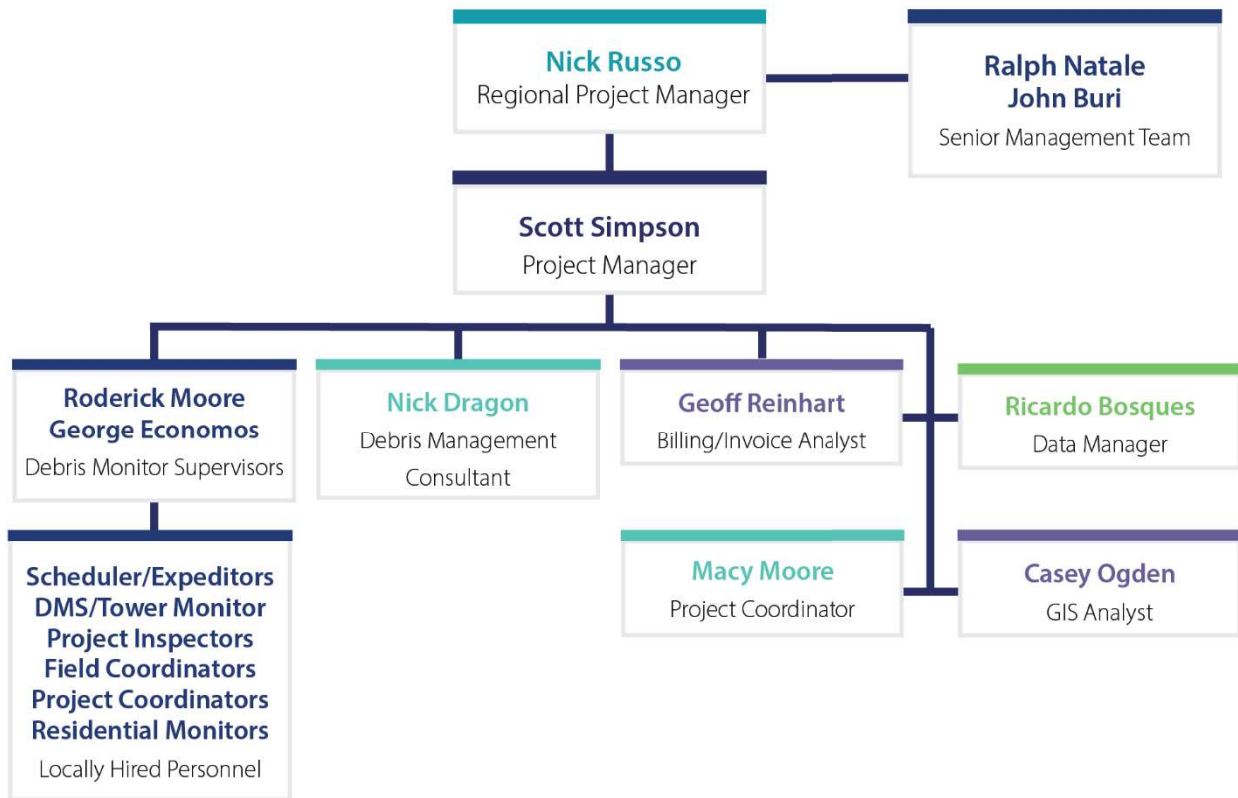 Nick Russo
Regional Project Manager
Ralph Natale
John Buri
Senior Management Team
Scott Simpson
Project Manager
Roderick Moore
George Economos
Debris Monitor Supervisors
Nick Dragon
Debris Management
Consultant
Geoff Reinhart
Billing/Invoice Analyst
Ricardo Bosques
Data Manager
Scheduler/Expeditors
DMS/Tower Monitor
Project Inspectors
Field Coordinators
Project Coordinators
Residential Monitors
Locally Hired Personnel
Macy Moore
Project Coordinator
Casey Ogden
GIS Analyst